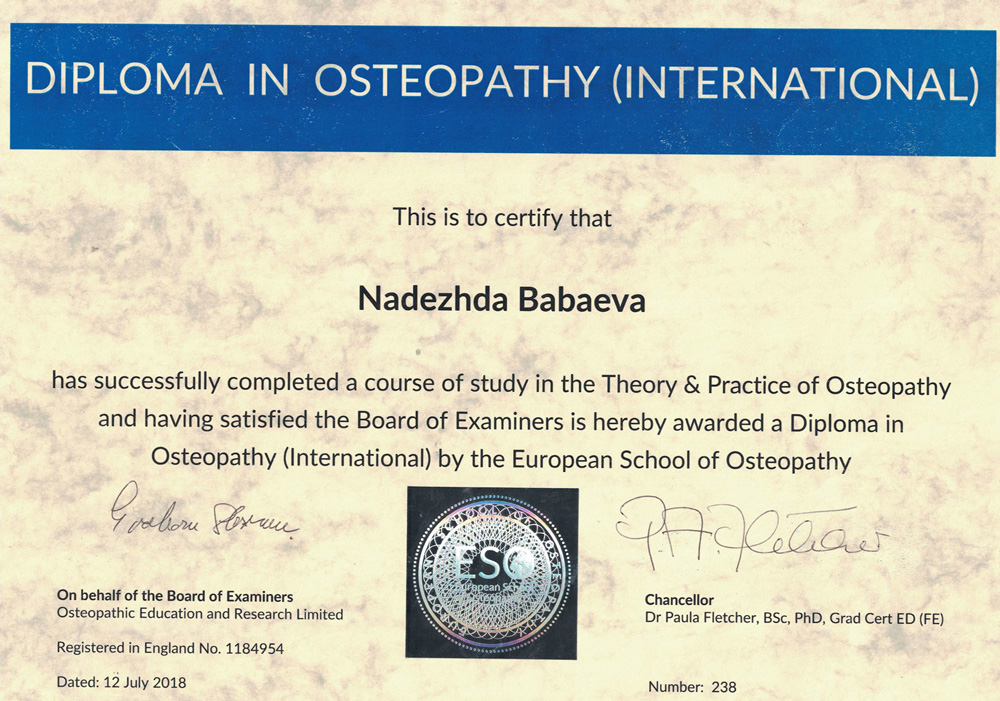 DIPLOMA IN OSTEOPATHY (INTERNATIONAL)
This is to certify that
Nadezhda Babaeva
has successfully completed a course of study in the Theory & Practice of Osteopathy
and having satisfied the Board of Examiners is hereby awarded a Diploma in
Osteopathy (International) by the European School of Osteopathy
ESO
European School
On behalf of the Board of Examiners
Osteopathic Education and Research Limited
Registered in England No. 1184954
Dated: 12 July 2018
P. A. Fletcher
Chancellor
Dr Paula Fletcher, BSc, PhD, Grad Cert ED (FE)
Number: 238